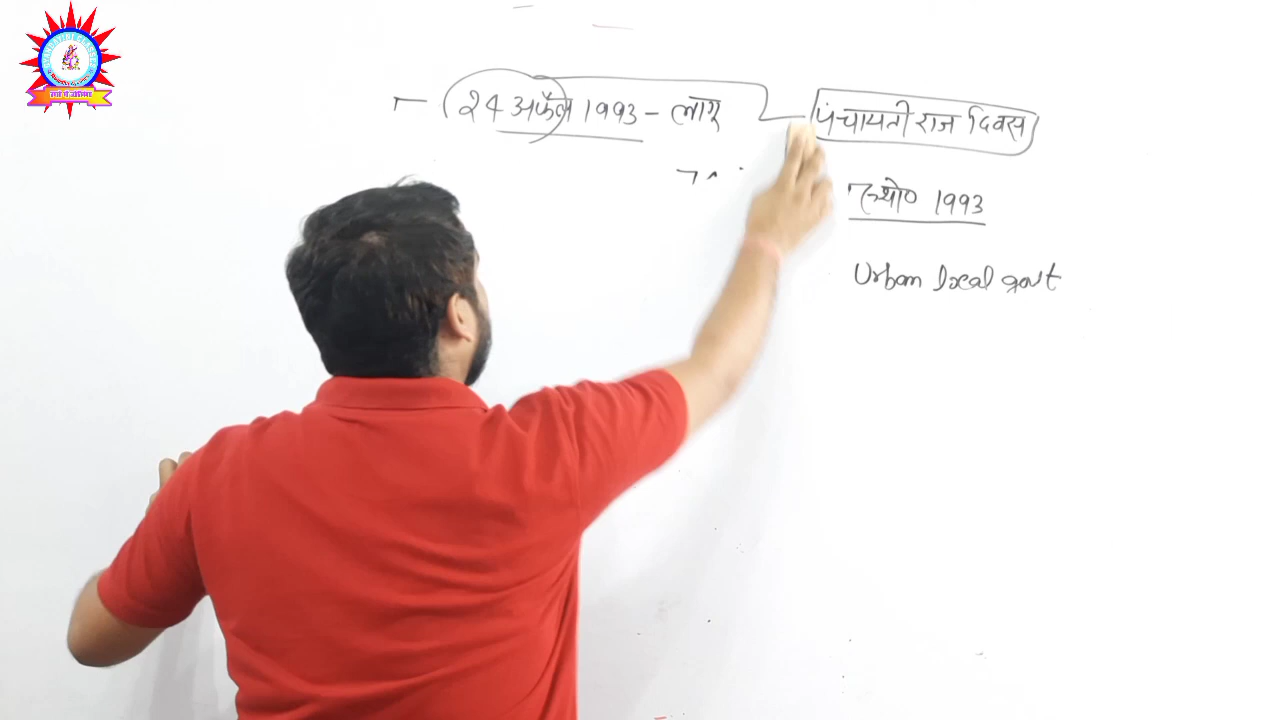 24 अप्रैल 1993 - लागू - पंचायती राज दिवस
1993
Urban local govt